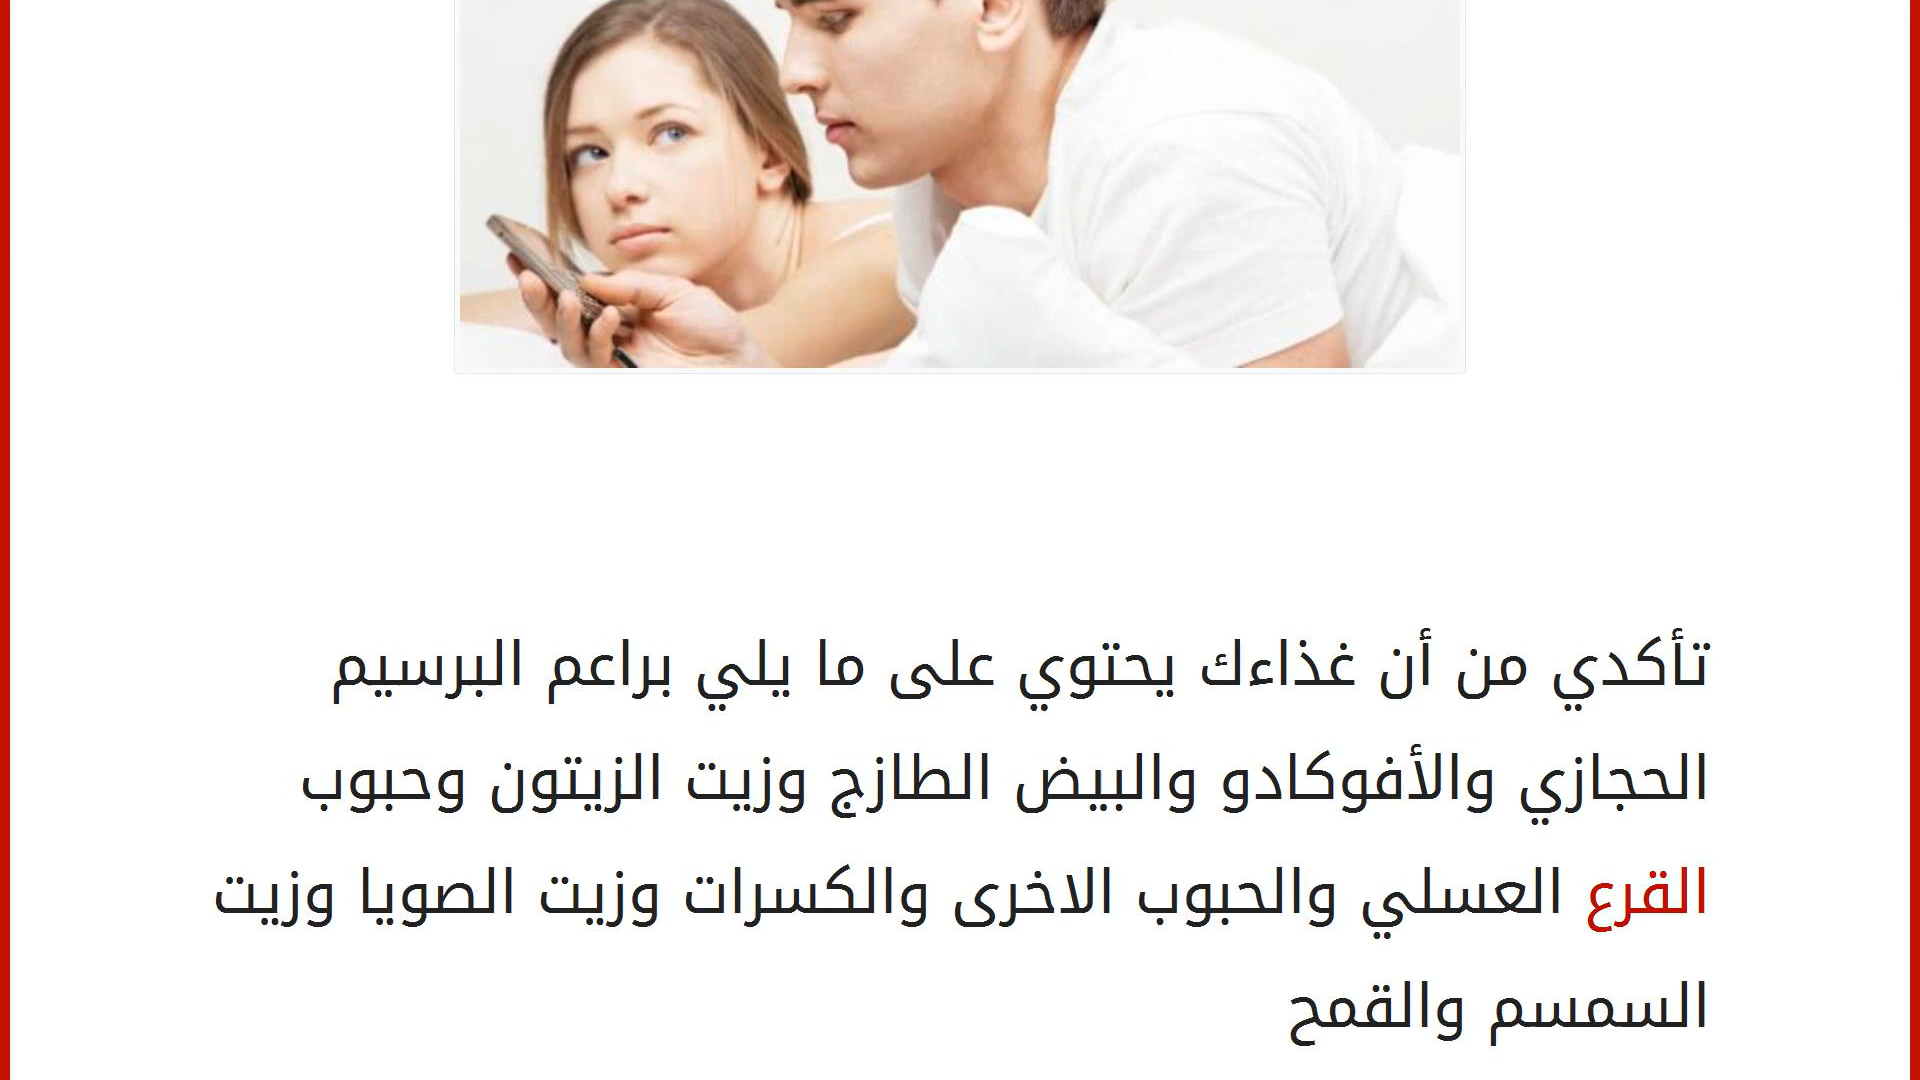 تأكدي من أن غذاءك يحتوي على ما يلي براعم البرسيم
الحجازي والأفوكادو والبيض الطازج وزيت الزيتون وحبوب
القرع العسلي والحبوب الاخرى والكسرات وزيت الصويا وزيت
السمسم والقمح